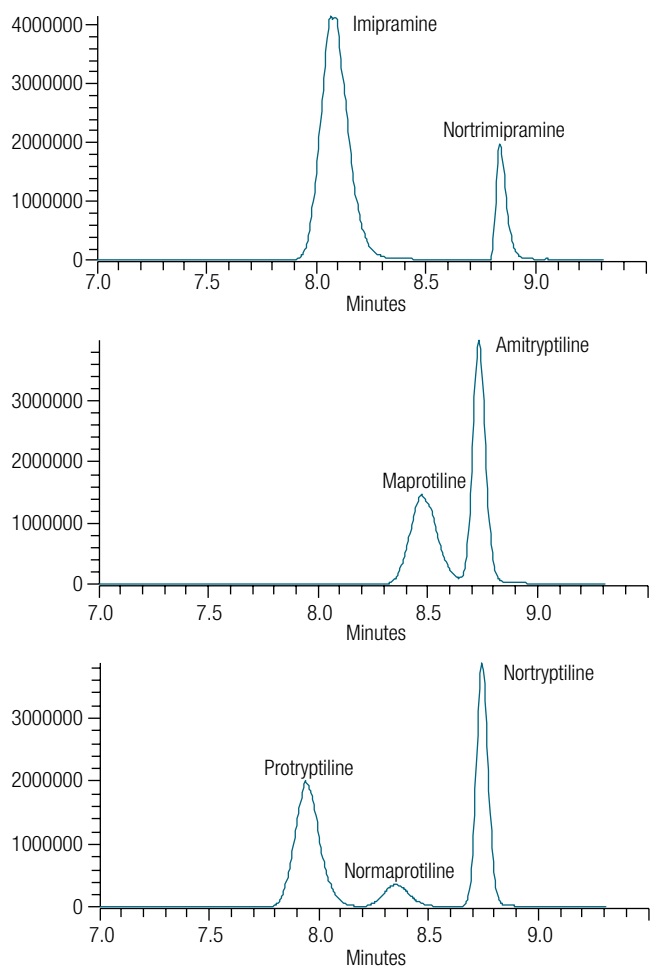 4000000
Imipramine
3000000
Nortrimipramine
2000000
1000000
0
7.0 7.5 8.0 8.5 9.0
Minutes
Amitryptiline
3000000
Maprotiline
2000000
1000000
0
7.0 7.5 8.0 8.5 9.0
Minutes
Nortryptiline
3000000
Protryptiline
2000000
1000000
Normaprotiline
0
7.0 7.5 8.0 8.5 9.0
Minutes